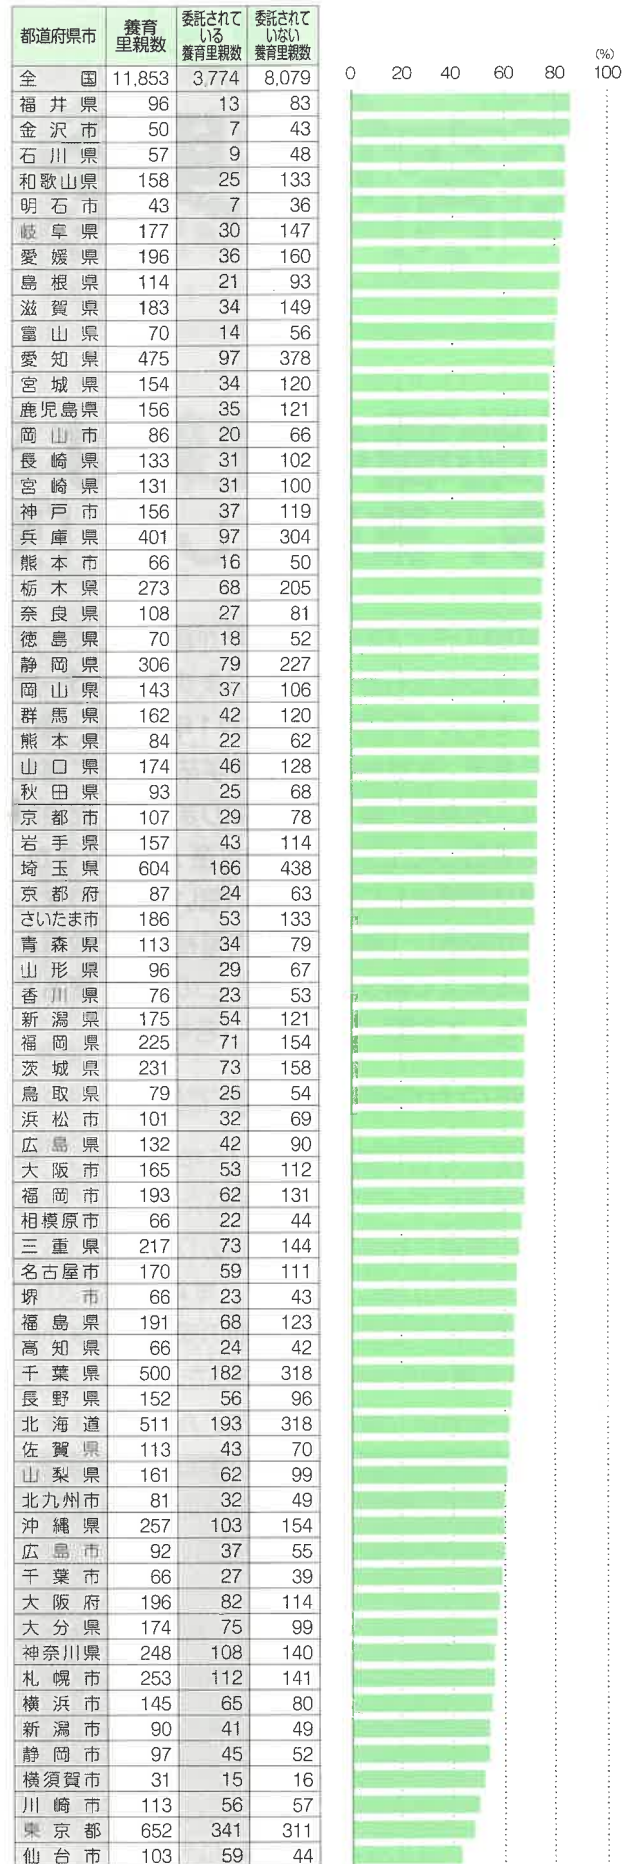 都道府県市 養育里親数 委託されている養育里親数 委託されていない養育里親数
(%)
0 20 40 60 80 100
全国 11,853 3,774 8,079
福井県 96 13 83
金沢市 50 7 43
石川県 57 9 48
和歌山県 158 25 133
明石市 43 7 36
岐阜県 177 30 147
愛媛県 196 36 160
島根県 114 21 93
滋賀県 183 34 149
富山県 70 14 56
愛知県 475 97 378
宮城県 154 34 120
鹿児島県 156 35 121
岡山市 86 20 66
長崎県 133 31 102
宮崎県 131 31 100
神戸市 156 37 119
兵庫県 401 97 304
熊本市 66 16 50
栃木県 273 68 205
奈良県 108 27 81
徳島県 70 18 52
静岡県 306 79 227
岡山県 143 37 106
群馬県 162 42 120
熊本県 84 22 62
山口県 174 46 128
秋田県 93 25 68
京都市 107 29 78
岩手県 157 43 114
埼玉県 604 166 438
京都府 87 24 63
さいたま市 186 53 133
青森県 113 34 79
山形県 96 29 67
香川県 76 23 53
新潟県 175 54 121
福岡県 225 71 154
茨城県 231 73 158
鳥取県 79 25 54
浜松市 101 32 69
広島県 132 42 90
大阪市 165 53 112
福岡市 193 62 131
相模原市 66 22 44
三重県 217 73 144
名古屋市 170 59 111
堺市 66 23 43
福島県 191 68 123
高知県 66 24 42
千葉県 500 182 318
長野県 152 56 96
北海道 511 193 318
佐賀県 113 43 70
山梨県 161 62 99
北九州市 81 32 49
沖縄県 257 103 154
広島市 92 37 55
千葉市 66 27 39
大阪府 196 82 114
大分県 174 75 99
神奈川県 248 108 140
札幌市 253 112 141
横浜市 145 65 80
新潟市 90 41 49
静岡市 97 45 52
横須賀市 31 15 16
川崎市 113 56 57
東京都 652 341 311
仙台市 103 59 44